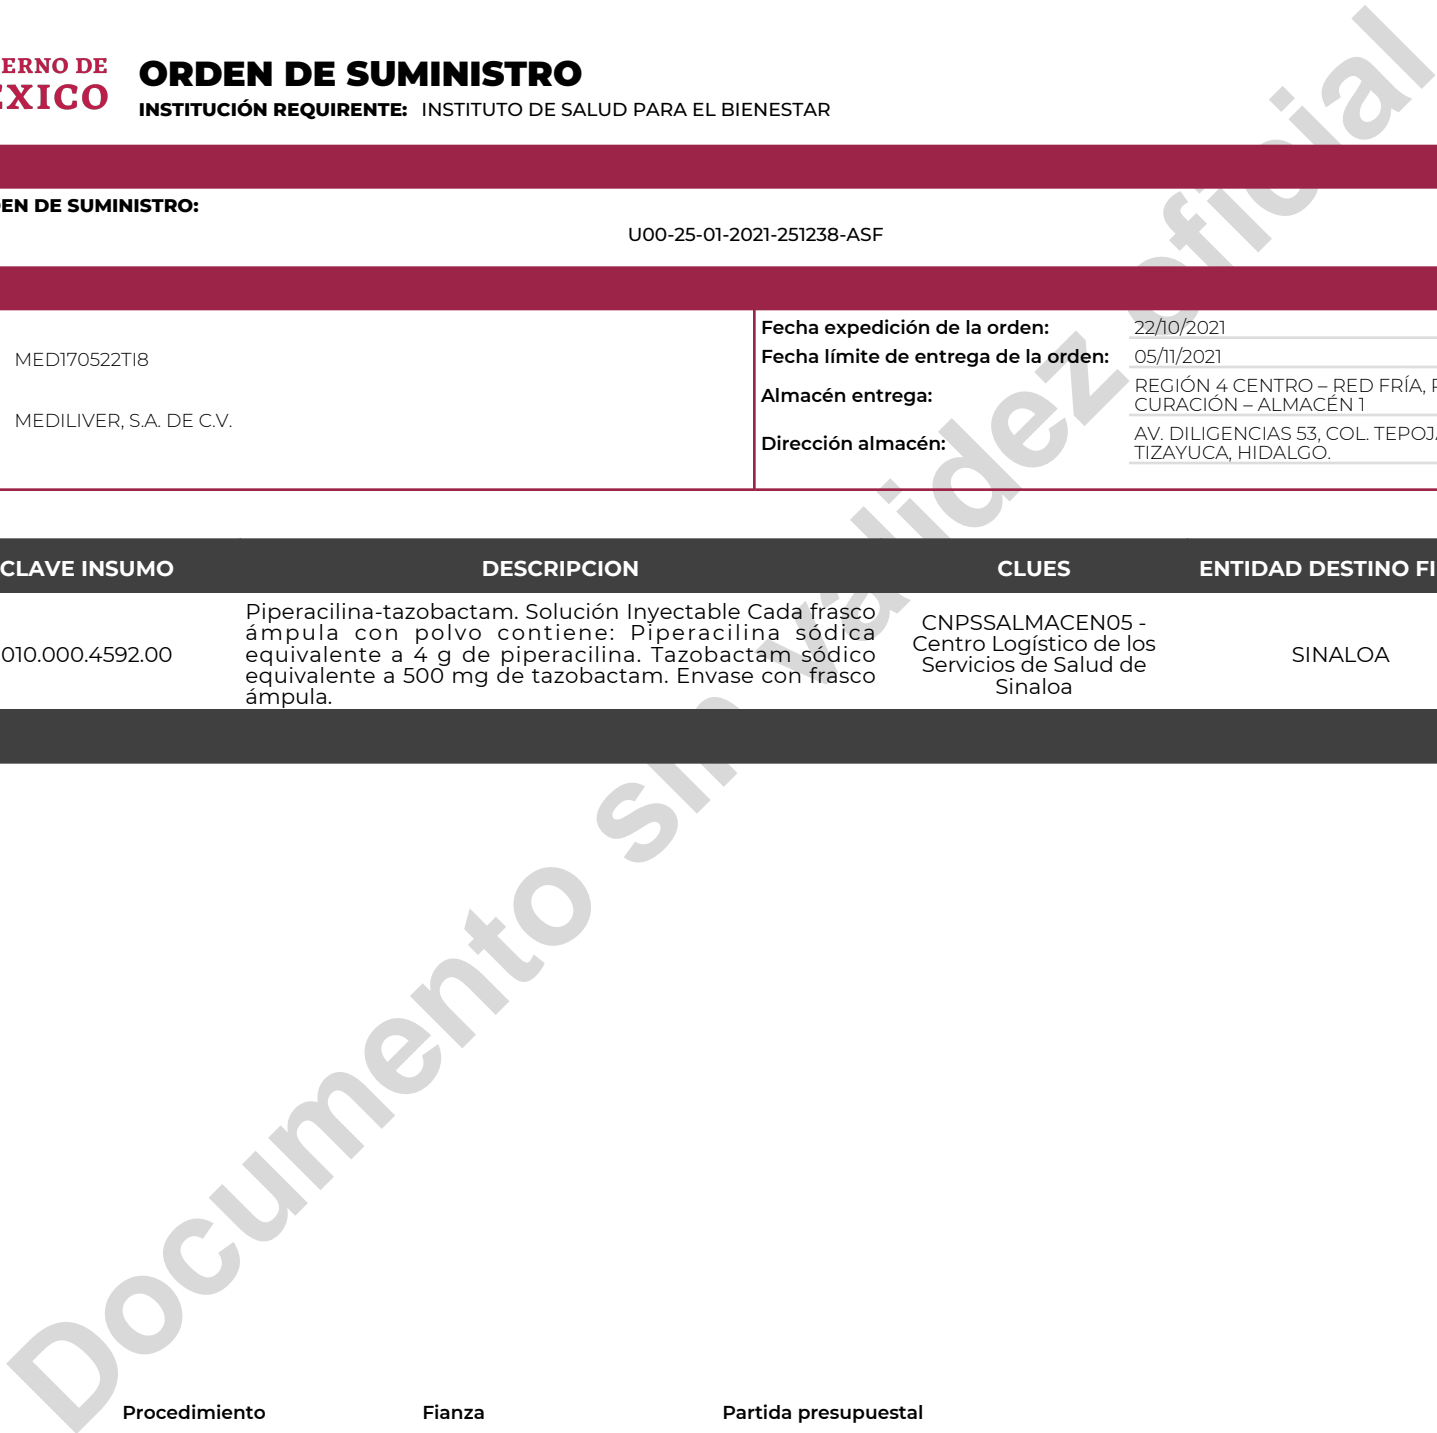 ERNO DE
EXICO
ORDEN DE SUMINISTRO
INSTITUCIÓN REQUIRENTE: INSTITUTO DE SALUD PARA EL BIENESTAR
EN DE SUMINISTRO:
U00-25-01-2021-251238-ASF
MED170522TI8
MEDILIVER, S.A. DE C.V.
Fecha expedición de la orden: 22/10/2021
Fecha límite de entrega de la orden: 05/11/2021
Almacén entrega: REGIÓN 4 CENTRO – RED FRÍA,
CURACIÓN – ALMACÉN 1
Dirección almacén: AV. DILIGENCIAS 53, COL. TEPOJ
TIZAYUCA, HIDALGO.
CLAVE INSUMO DESCRIPCION CLUES ENTIDAD DESTINO FI
010.000.4592.00
Piperacilina-tazobactam. Solución Inyectable Cada frasco
ámpula con polvo contiene: Piperacilina sódica
equivalente a 4 g de piperacilina. Tazobactam sódico
equivalente a 500 mg de tazobactam. Envase con frasco
ámpula.
CNPSSALMACEN05 -
Centro Logístico de los
Servicios de Salud de
Sinaloa
SINALOA
Documento sin validez oficial
Procedimiento Fianza Partida presupuestal